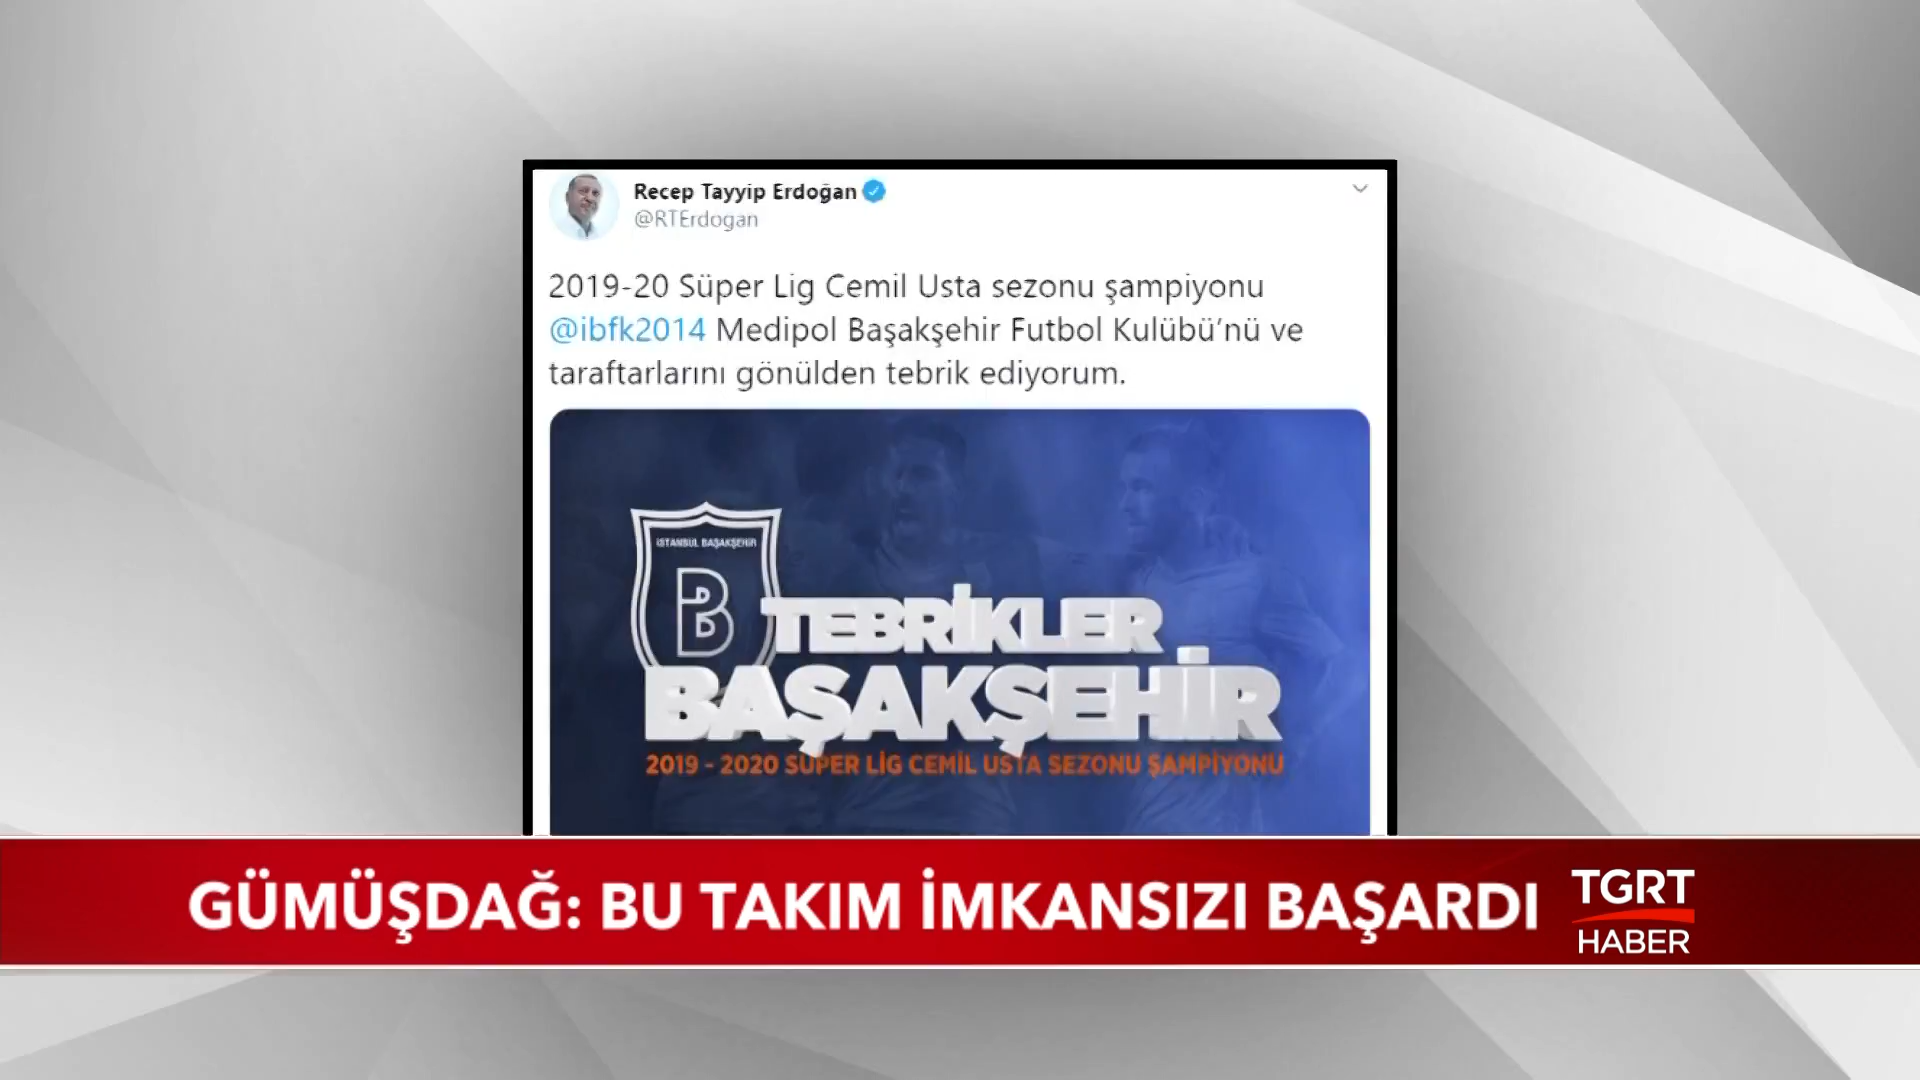 Recep Tayyip Erdoğan
@RTErdogan
2019-20 Süper Lig Cemil Usta sezonu şampiyonu
@ibfk2014 Medipol Başakşehir Futbol Kulübü’nü ve
taraftarlarını gönülden tebrik ediyorum.
İSTANBUL BAŞAKŞEHİR
B
TEBRİKLER
BAŞAKŞEHİR
2019 - 2020 SÜPER LİG CEMİL USTA SEZONU ŞAMPİYONU
GÜMÜŞDAĞ: BU TAKIM İMKANSIZI BAŞARDI
TGRT
HABER